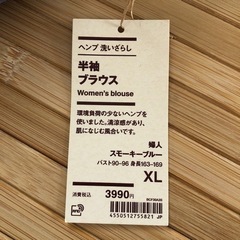 ヘンプ 洗いざらし
半袖
ブラウス
Women's blouse
環境負荷の少ないヘンプを
使いました。清涼感があり、
肌になじむ風合いです。
婦人
スモーキーブルー
バスト90-96 身長163-169
XL
消費税込 3990円
4550512755821 JP